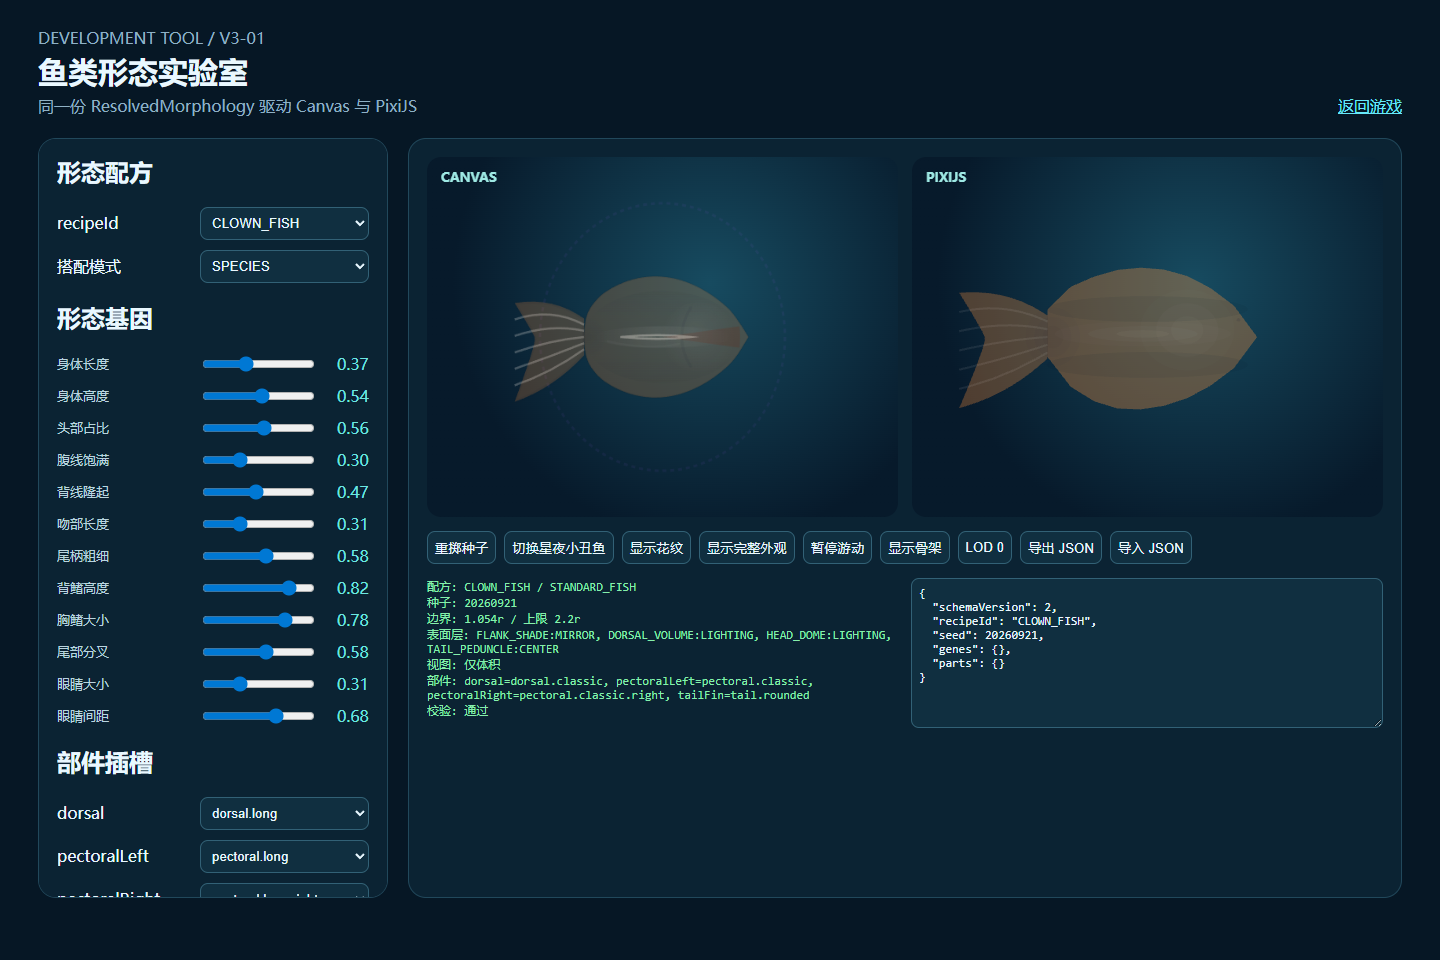 DEVELOPMENT TOOL / V3-01
鱼类形态实验室
同一份 ResolvedMorphology 驱动 Canvas 与 PixiJS
返回游戏
形态配方
recipeId
CLOWN_FISH
搭配模式
SPECIES
形态基因
身体长度 0.37
身体高度 0.54
头部占比 0.56
腹线饱满 0.30
背线隆起 0.47
吻部长度 0.31
尾柄粗细 0.58
背鳍高度 0.82
胸鳍大小 0.78
尾部分叉 0.58
眼睛大小 0.31
眼睛间距 0.68
部件插槽
dorsal
dorsal.long
pectoralLeft
pectoral.long
CANVAS
PIXIJS
重掷种子
切换星夜小丑鱼
显示花纹
显示完整外观
暂停游动
显示骨架
LOD 0
导出 JSON
导入 JSON
配方: CLOWN_FISH / STANDARD_FISH
种子: 20260921
边界: 1.054r / 上限 2.2r
表面层: FLANK_SHADE:MIRROR, DORSAL_VOLUME:LIGHTING, HEAD_DOME:LIGHTING,
TAIL_PEDUNCLE:CENTER
视图: 仅体积
部件: dorsal=dorsal.classic, pectoralLeft=pectoral.classic,
pectoralRight=pectoral.classic.right, tailFin=tail.rounded
校验: 通过
{
"schemaVersion": 2,
"recipeId": "CLOWN_FISH",
"seed": 20260921,
"genes": {},
"parts": {}
}